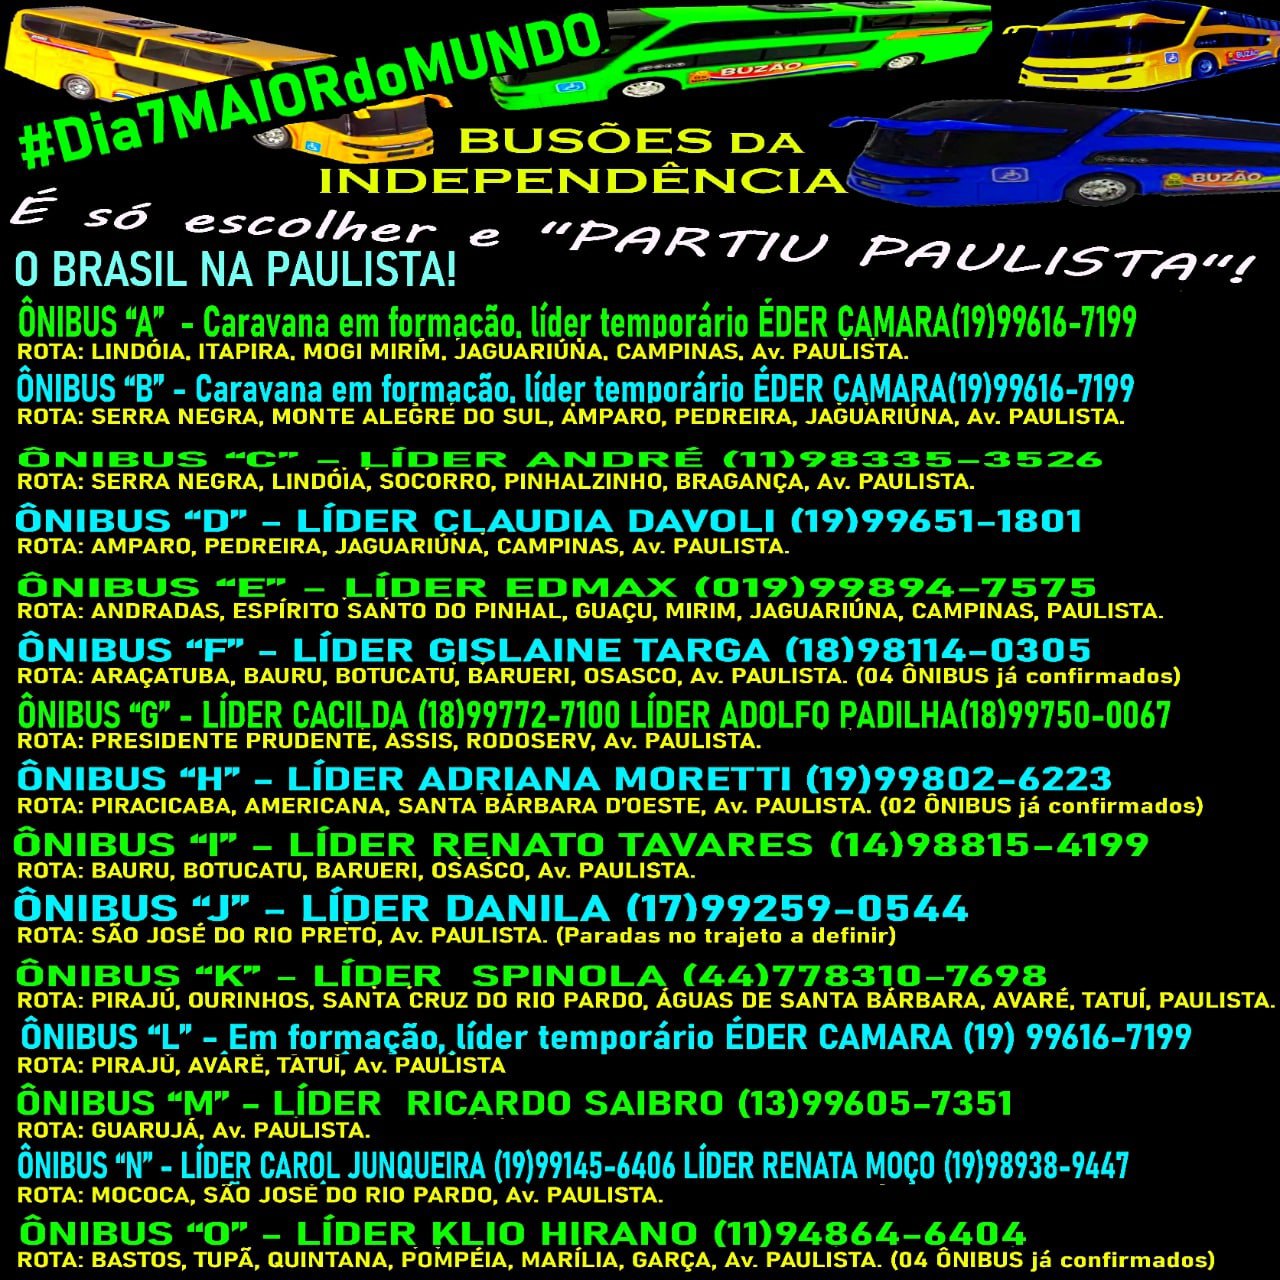 #Dia7MAIORdoMUNDO
BUZÃO
BUZÃO
BUZÃO
BUSÕES DA
INDEPENDÊNCIA
É só escolher e “PARTIU PAULISTA“!
O BRASIL NA PAULISTA!
ÔNIBUS “A” - Caravana em formação, líder temporário ÉDER CAMARA(19)99616-7199
ROTA: LINDÓIA, ITAPIRA, MOGI MIRIM, JAGUARIÚNA, CAMPINAS, Av. PAULISTA.
ÔNIBUS “B” - Caravana em formação, líder temporário ÉDER CAMARA(19)99616-7199
ROTA: SERRA NEGRA, MONTE ALEGRE DO SUL, AMPARO, PEDREIRA, JAGUARIÚNA, Av. PAULISTA.
ÔNIBUS “C” - LÍDER ANDRÉ (11)98335-3526
ROTA: SERRA NEGRA, LINDÓIA, SOCORRO, PINHALZINHO, BRAGANÇA, Av. PAULISTA.
ÔNIBUS “D” - LÍDER CLAUDIA DAVOLI (19)99651-1801
ROTA: AMPARO, PEDREIRA, JAGUARIÚNA, CAMPINAS, Av. PAULISTA.
ÔNIBUS “E” - LÍDER EDMAX (019)99894-7575
ROTA: ANDRADAS, ESPÍRITO SANTO DO PINHAL, GUAÇU, MIRIM, JAGUARIÚNA, CAMPINAS, PAULISTA.
ÔNIBUS “F” - LÍDER GISLAINE TARGA (18)98114-0305
ROTA: ARAÇATUBA, BAURU, BOTUCATU, BARUERI, OSASCO, Av. PAULISTA. (04 ÔNIBUS já confirmados)
ÔNIBUS “G” - LÍDER CACILDA (18)99772-7100 LÍDER ADOLFO PADILHA(18)99750-0067
ROTA: PRESIDENTE PRUDENTE, ASSIS, RODOSERV, Av. PAULISTA.
ÔNIBUS “H” - LÍDER ADRIANA MORETTI (19)99802-6223
ROTA: PIRACICABA, AMERICANA, SANTA BÁRBARA D’OESTE, Av. PAULISTA. (02 ÔNIBUS já confirmados)
ÔNIBUS “I” - LÍDER RENATO TAVARES (14)98815-4199
ROTA: BAURU, BOTUCATU, BARUERI, OSASCO, Av. PAULISTA.
ÔNIBUS “J” - LÍDER DANILA (17)99259-0544
ROTA: SÃO JOSÉ DO RIO PRETO, Av. PAULISTA. (Paradas no trajeto a definir)
ÔNIBUS “K” - LÍDER SPINOLA (44)778310-7698
ROTA: PIRAJÚ, OURINHOS, SANTA CRUZ DO RIO PARDO, ÁGUAS DE SANTA BÁRBARA, AVARÉ, TATUÍ, PAULISTA.
ÔNIBUS “L” - Em formação, líder temporário ÉDER CAMARA (19) 99616-7199
ROTA: PIRAJÚ, AVARÉ, TATUÍ, Av. PAULISTA
ÔNIBUS “M” - LÍDER RICARDO SAIBRO (13)99605-7351
ROTA: GUARUJÁ, Av. PAULISTA.
ÔNIBUS “N” - LÍDER CAROL JUNQUEIRA (19)99145-6406 LÍDER RENATA MOÇO (19)98938-9447
ROTA: MOCOCA, SÃO JOSÉ DO RIO PARDO, Av. PAULISTA.
ÔNIBUS “O” - LÍDER KLIO HIRANO (11)94864-6404
ROTA: BASTOS, TUPÃ, QUINTANA, POMPÉIA, MARÍLIA, GARÇA, Av. PAULISTA. (04 ÔNIBUS já confirmados)